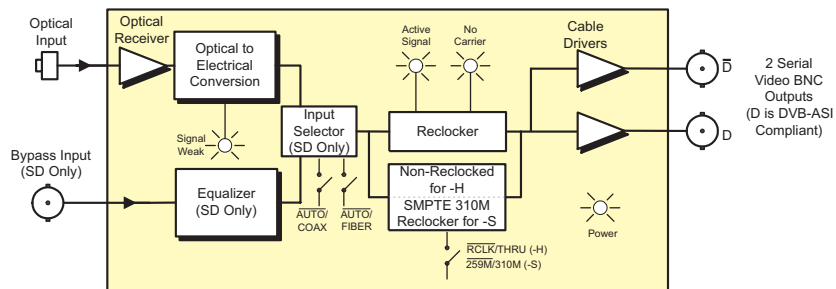 Optical
Input
Optical
Receiver
Optical to
Electrical
Conversion
Signal
Weak
Bypass Input
(SD Only)
Equalizer
(SD Only)
Input
Selector
(SD Only)
AUTO/
COAX
AUTO/
FIBER
Active
Signal
No
Carrier
Reclocker
Non-Reclocked
for -H
SMPTE 310M
Reclocker for -S
RCLK/THRU (-H)
259M/310M (-S)
Cable
Drivers
D
D
Power
2 Serial
Video BNC
Outputs
(D is DVB-ASI
Compliant)